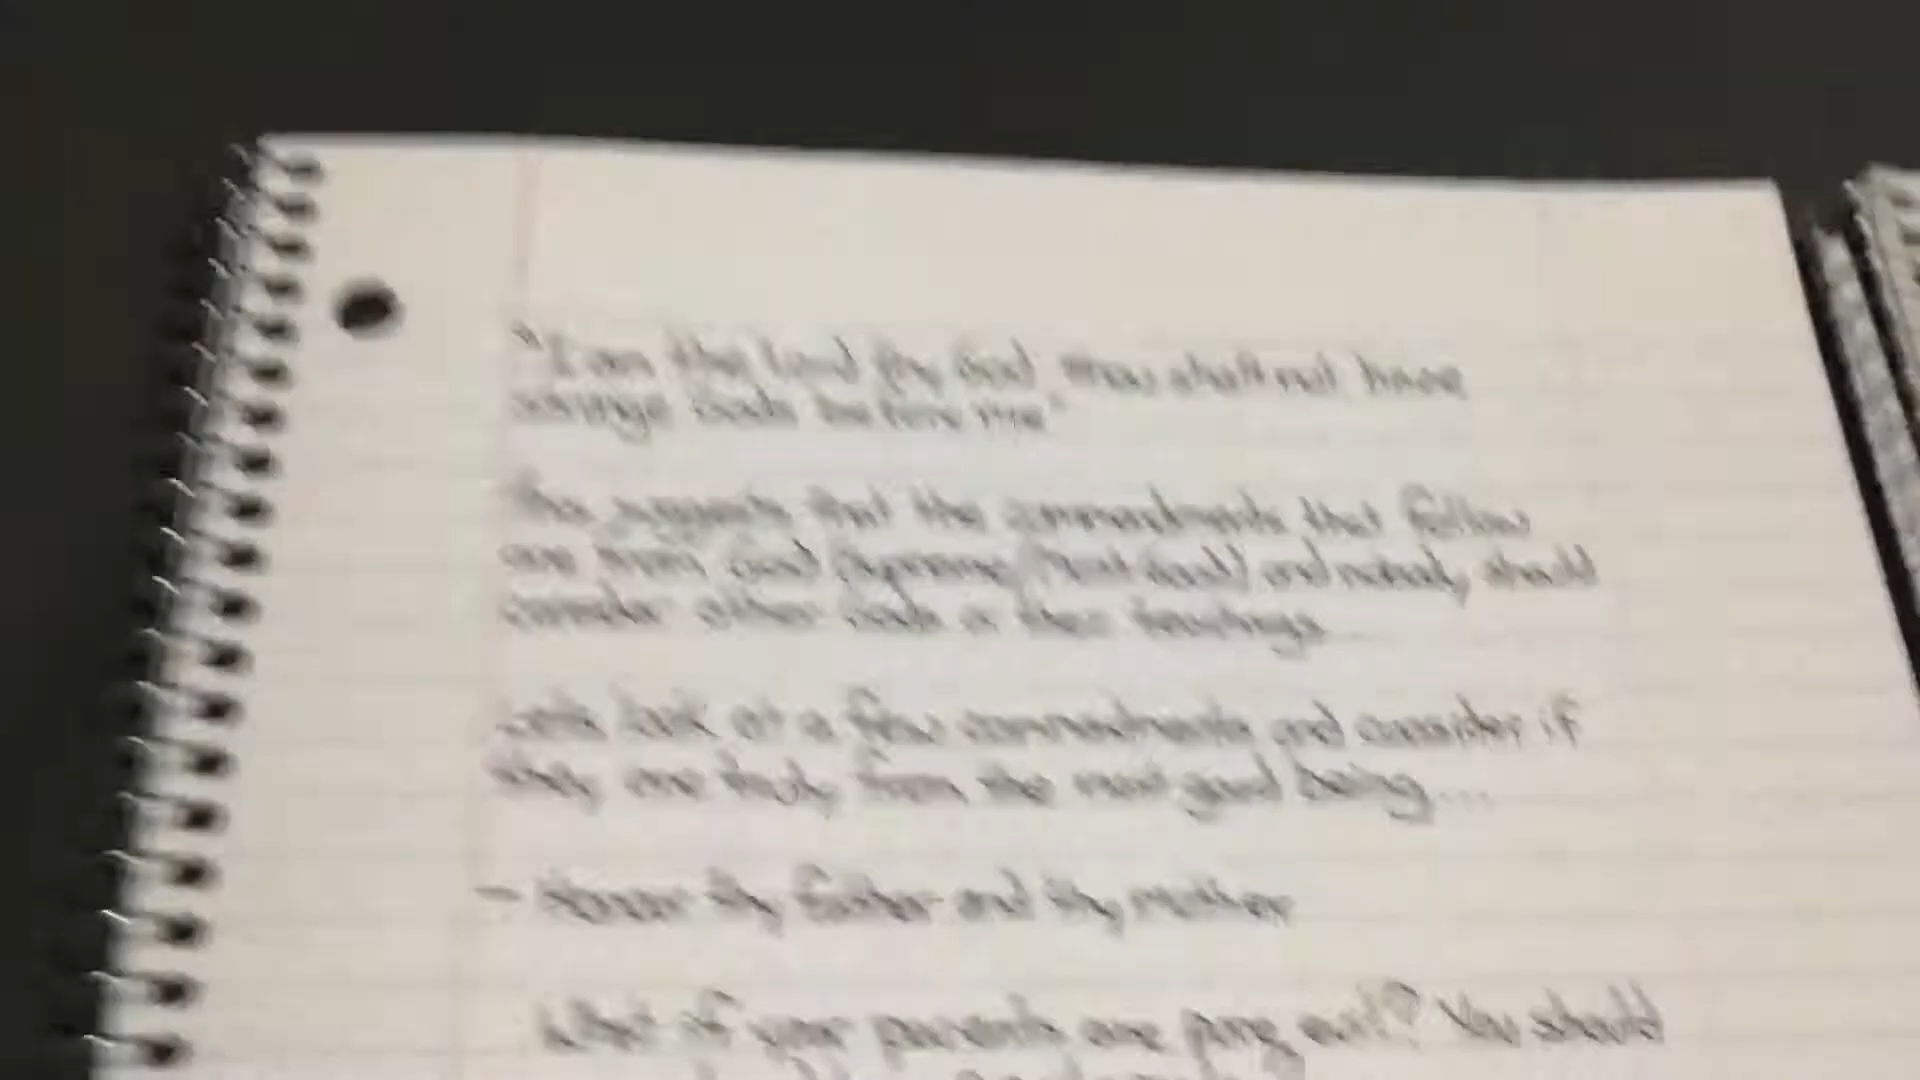 "I am the Lord thy God, thou shalt not have
strange Gods before me"
This suggests that the commandments that follow
are from God (Supreme/Most Good) and nobody should
consider other Gods or their teachings...
Lets look at a few commandments and consider if
they are truly from the most good being...
- Honor thy father and thy mother
What if your parents are pure evil? You should